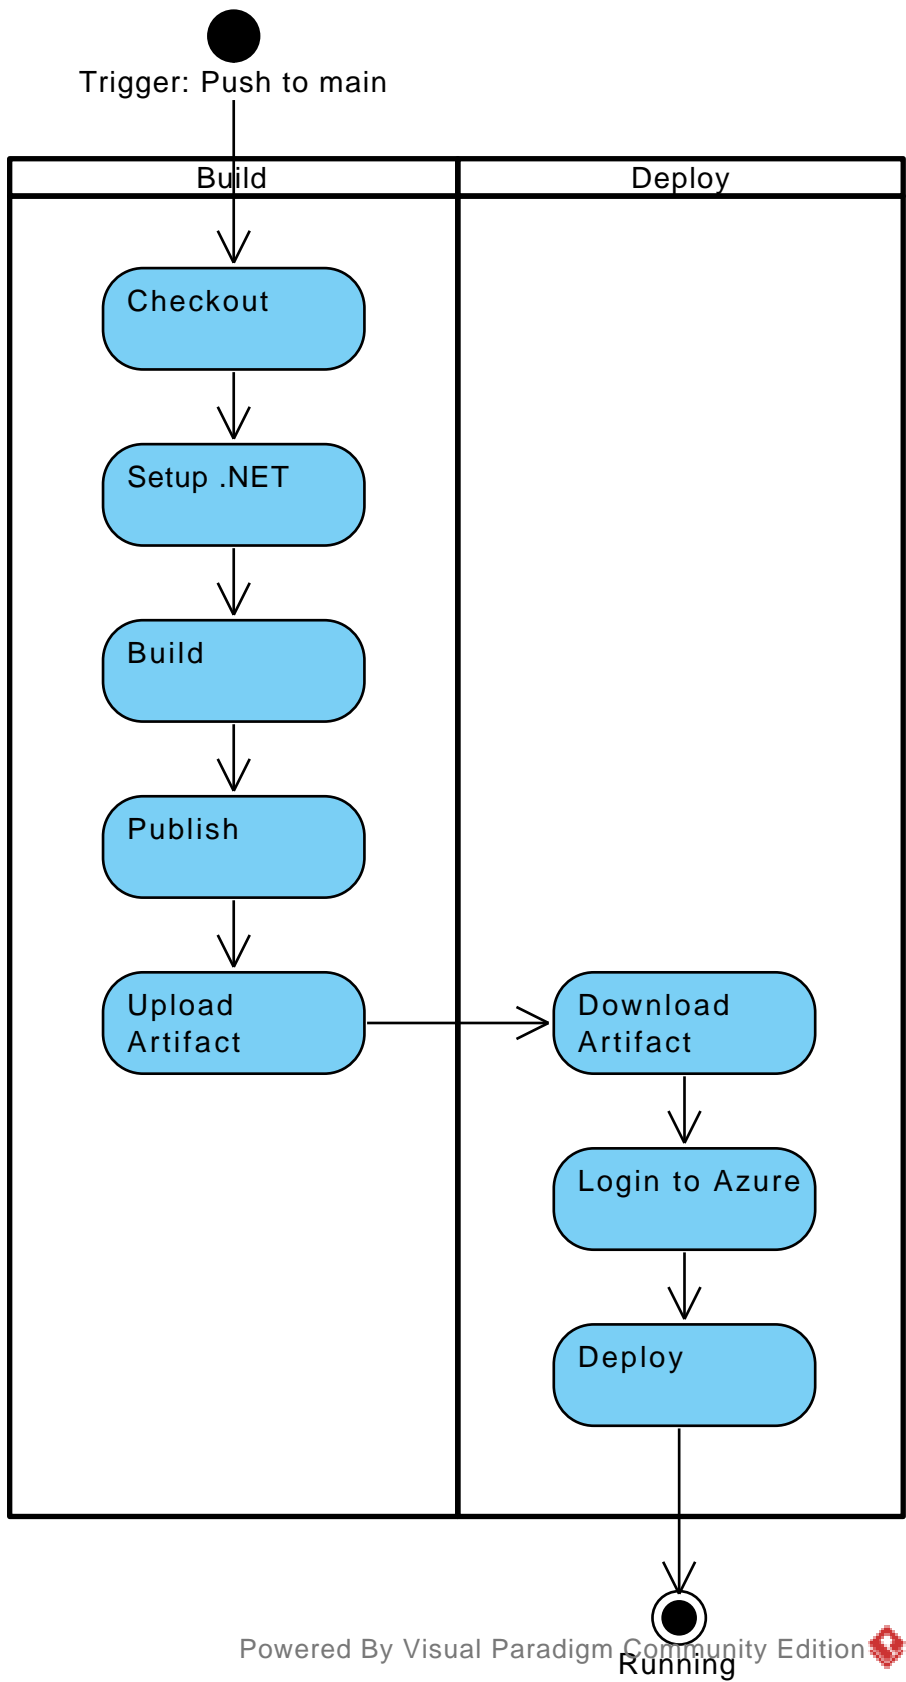 Trigger: Push to main
Build
Deploy
Checkout
Setup .NET
Build
Publish
Upload
Artifact
Download
Artifact
Login to Azure
Deploy
Powered By Visual Paradigm Community Edition
Running